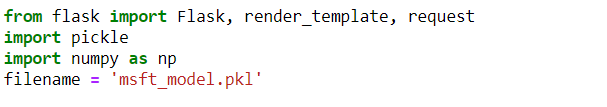 from flask import Flask, render_template, request
import pickle
import numpy as np
filename = 'msft_model.pkl'